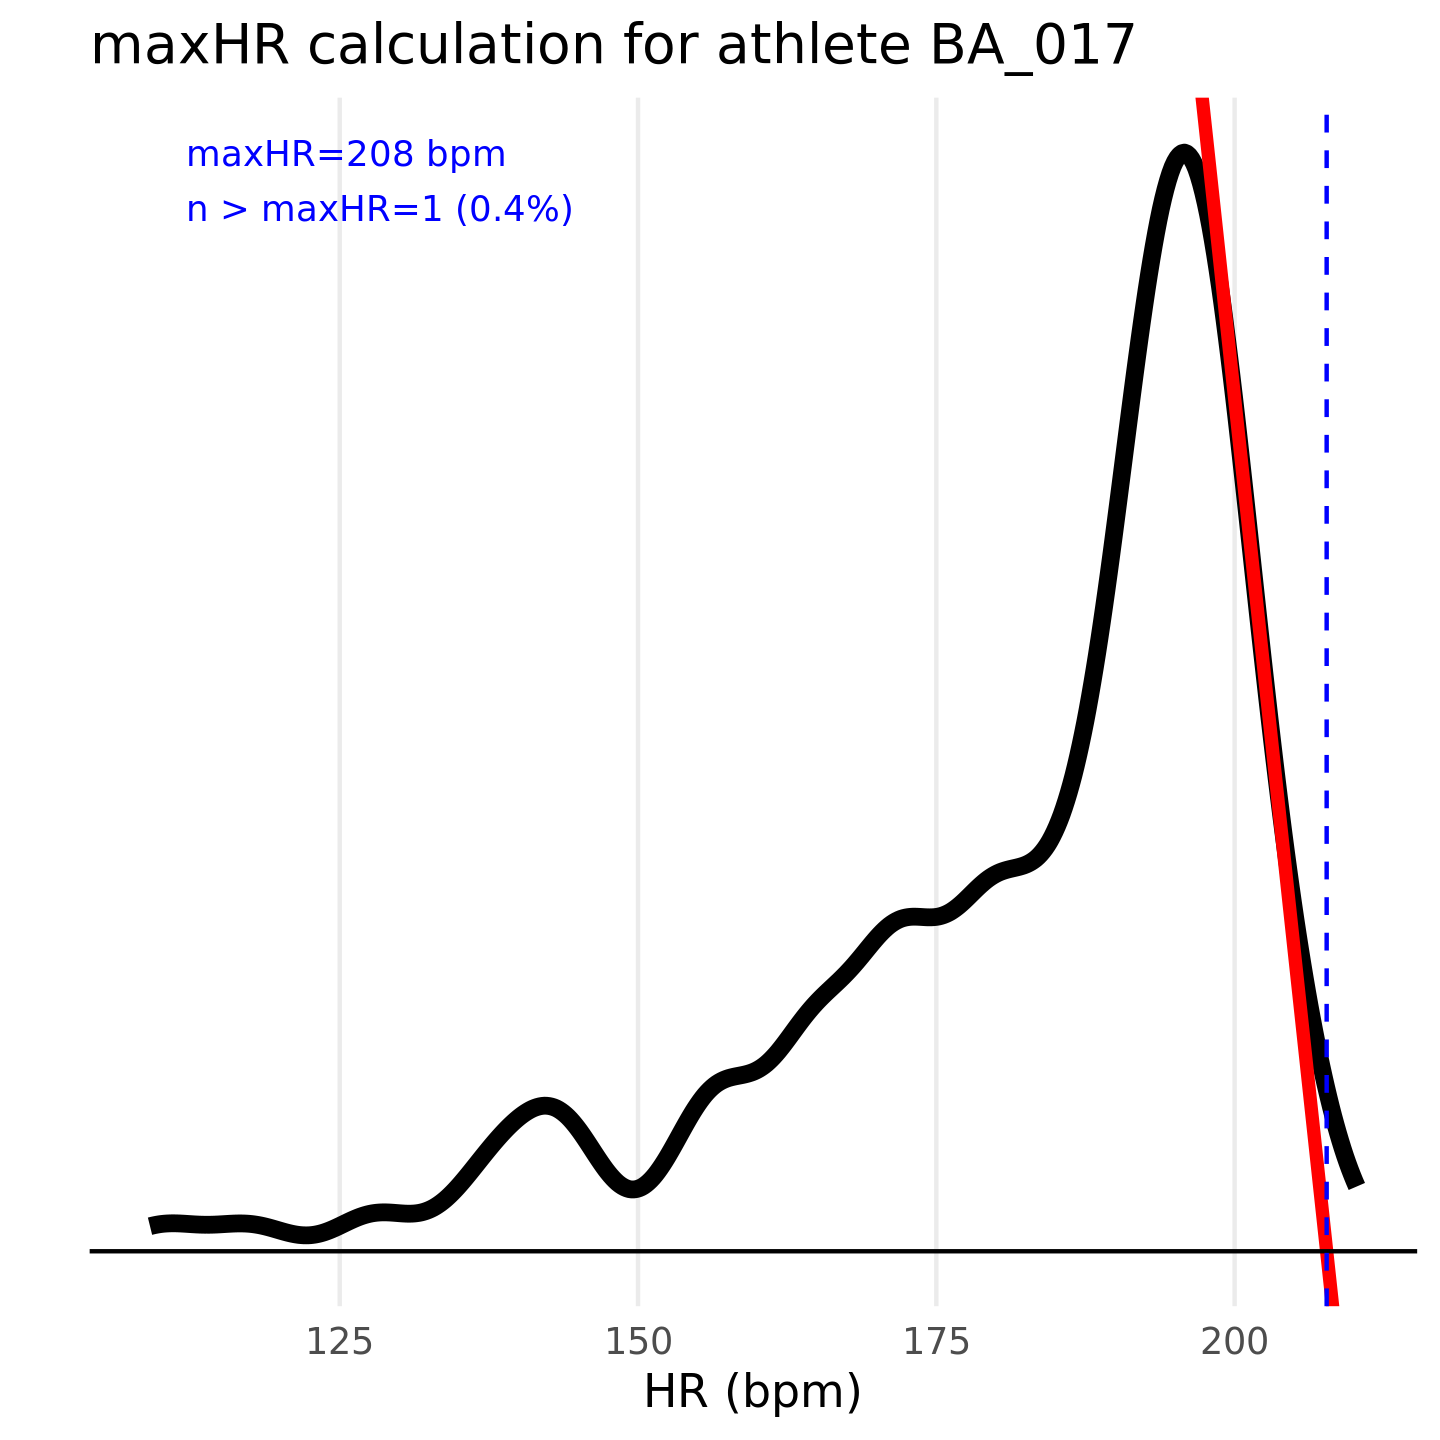 maxHR calculation for athlete BA_017
maxHR=208 bpm
n > maxHR=1 (0.4%)
125 150 175 200
HR (bpm)